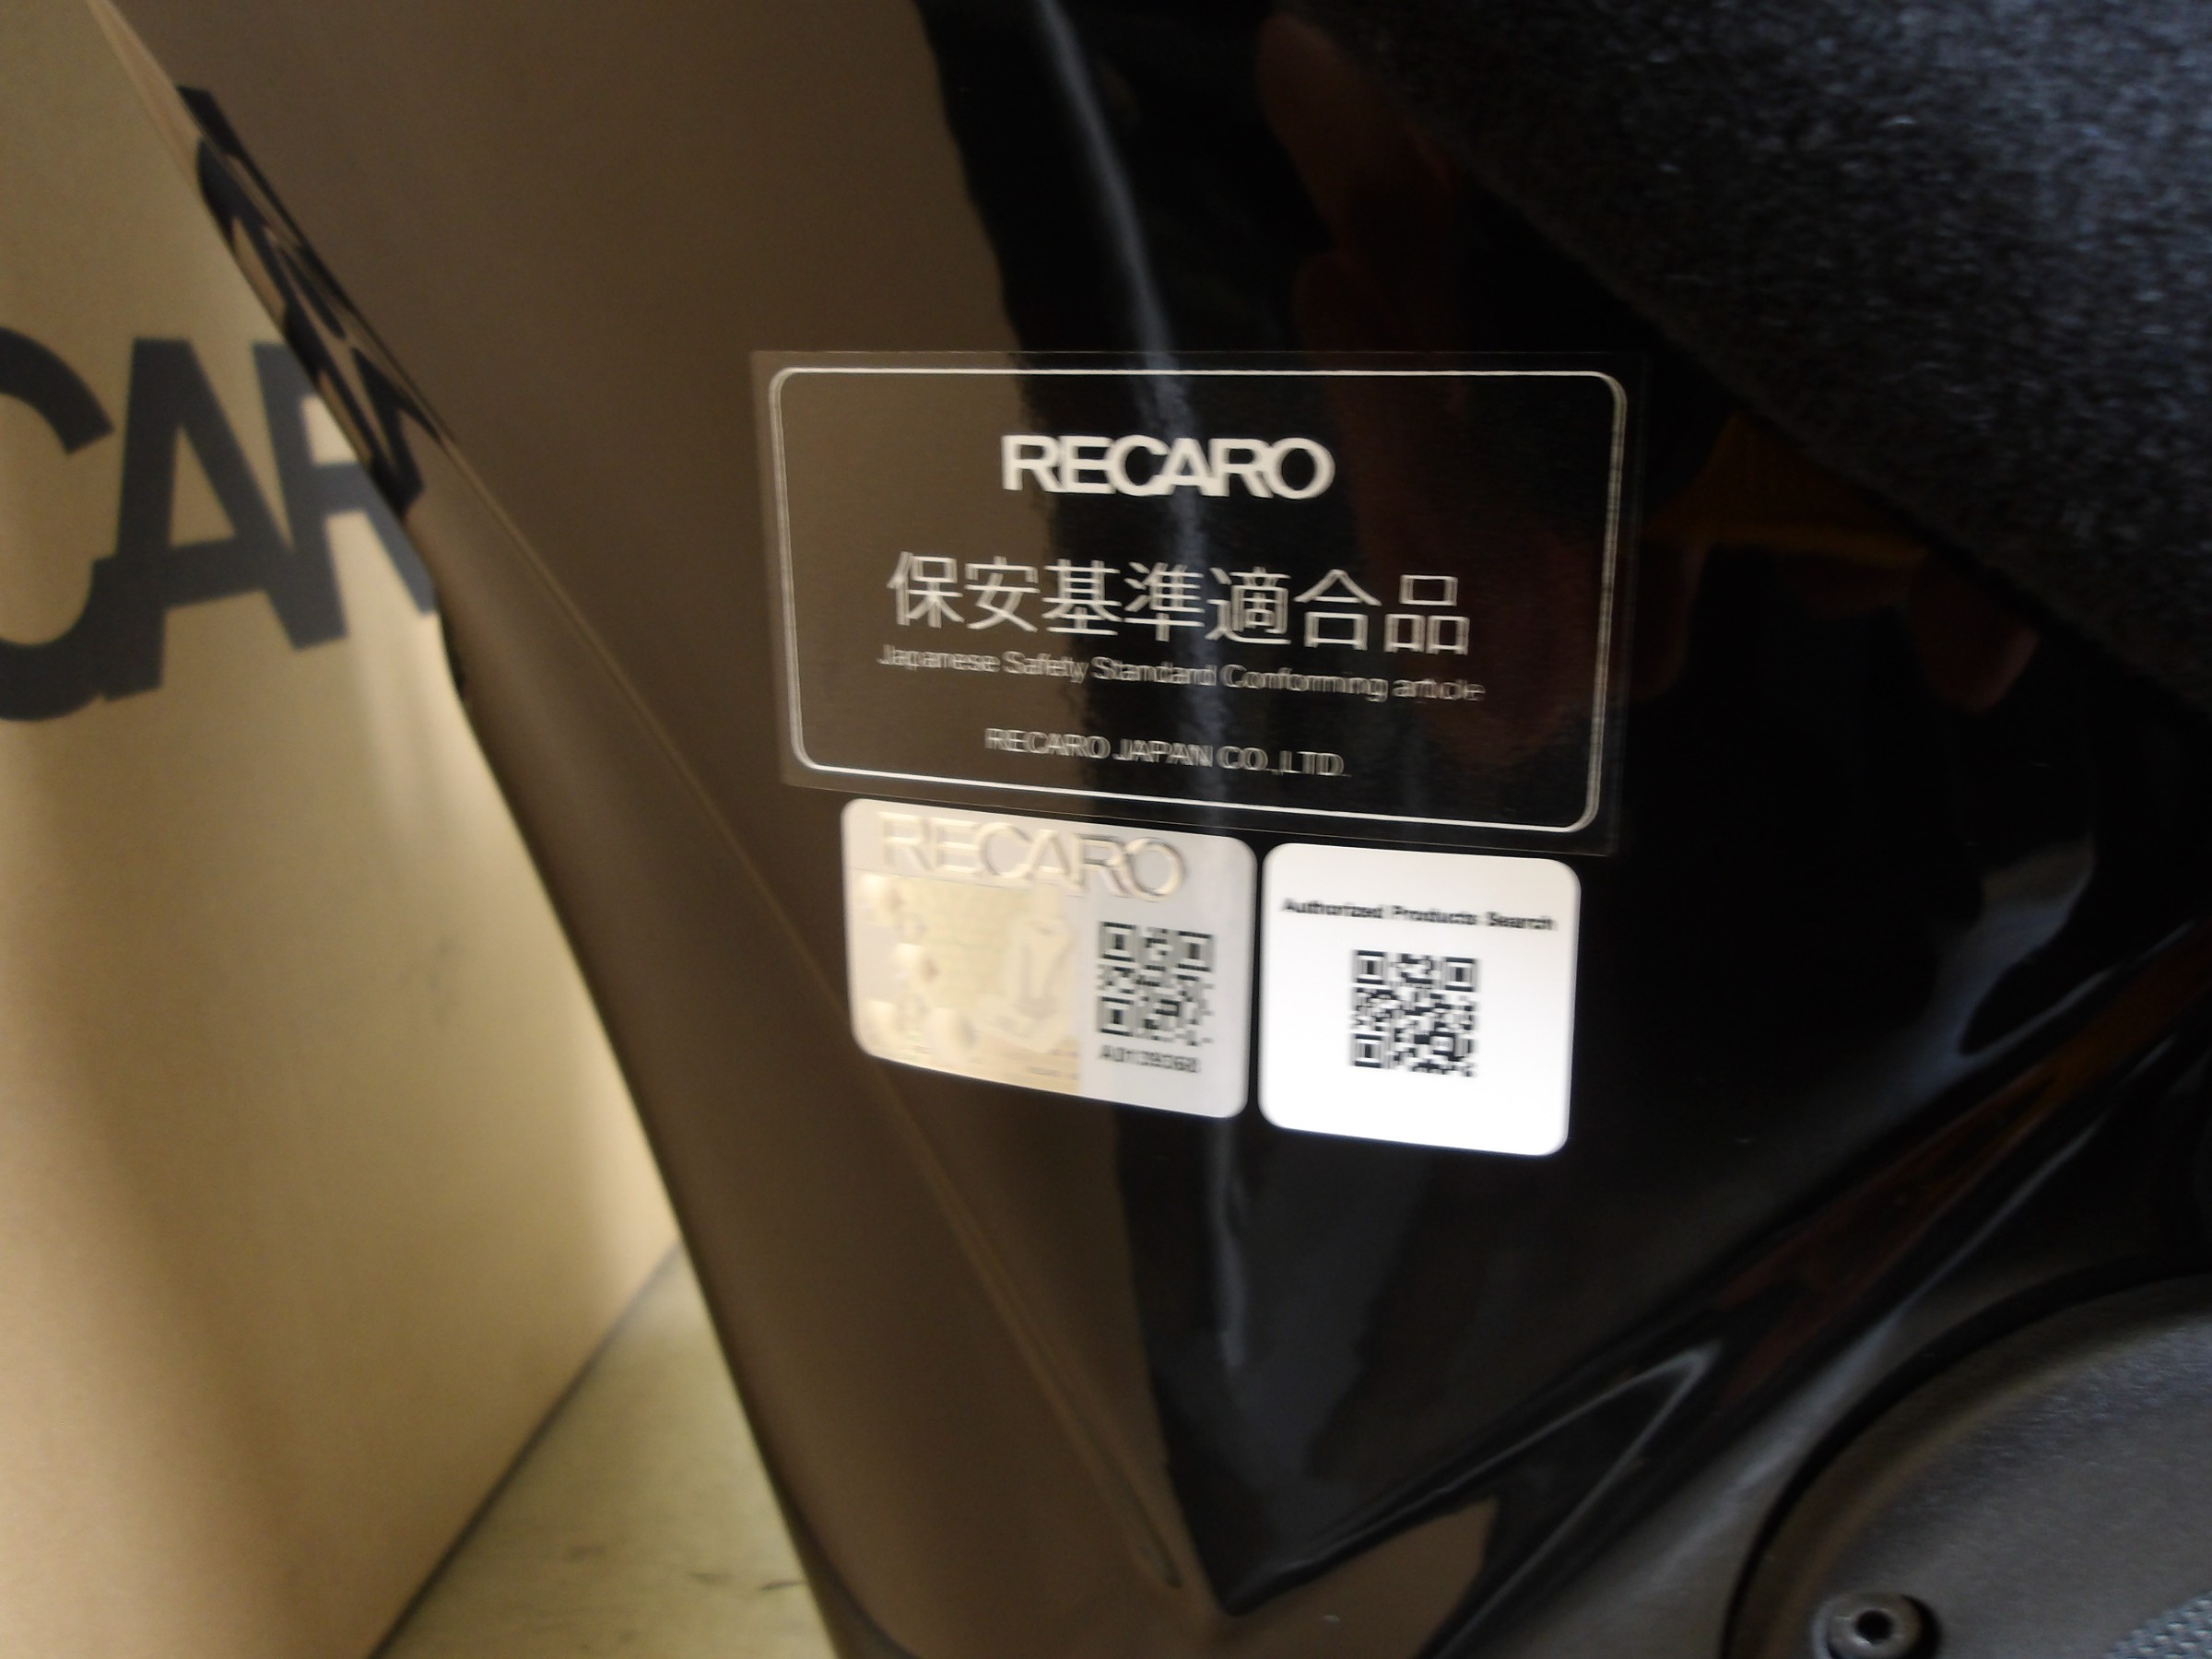 CAR
RECARO
保安基準適合品
Japanese Safety Standard Conforming article
RECARO JAPAN CO.,LTD.
RECARO
Authorized Products Search